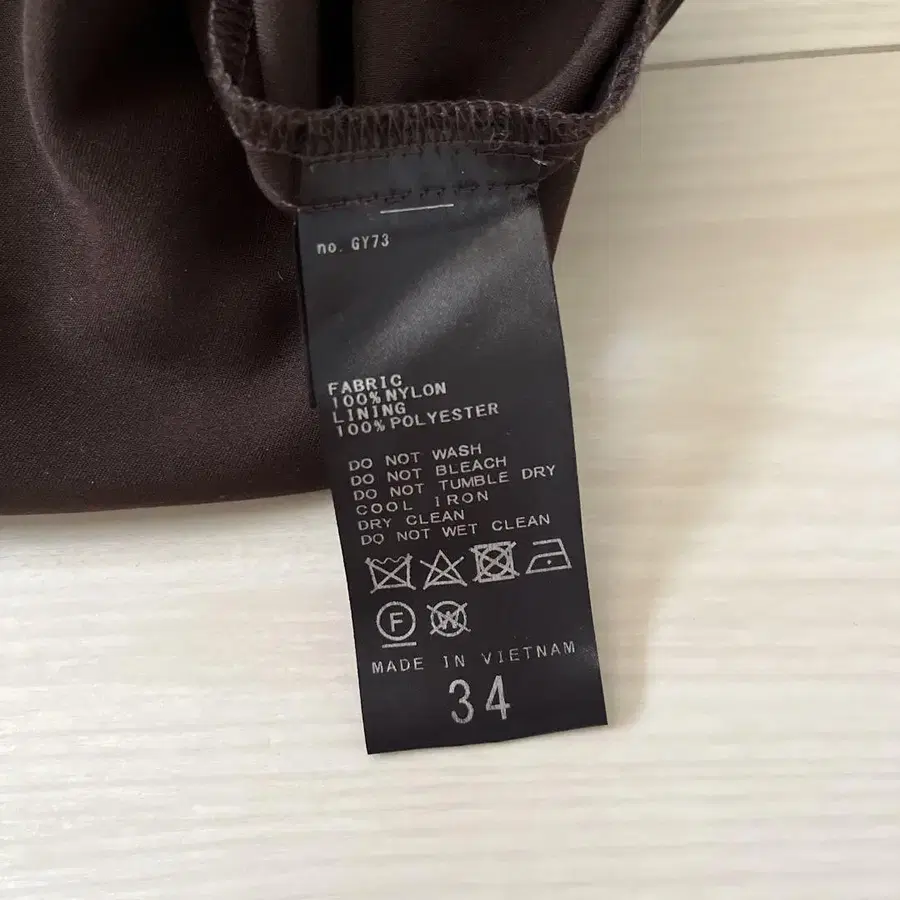 no. GY73
FABRIC
100%NYLON
LINING
100%POLYESTER
DO NOT WASH
DO NOT BLEACH
DO NOT TUMBLE DRY
COOL IRON
DRY CLEAN
DO NOT WET CLEAN
F W
MADE IN VIETNAM
34